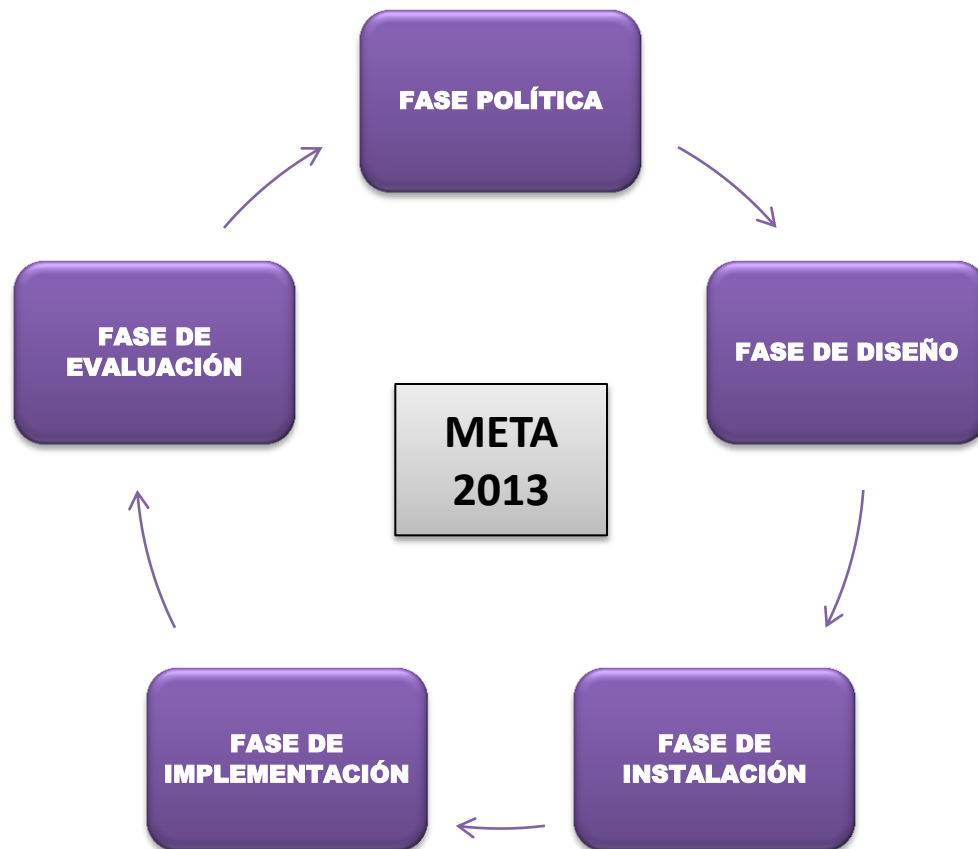 FASE POLÍTICA
FASE DE DISEÑO
FASE DE
INSTALACIÓN
FASE DE
IMPLEMENTACIÓN
FASE DE
EVALUACIÓN
META
2013